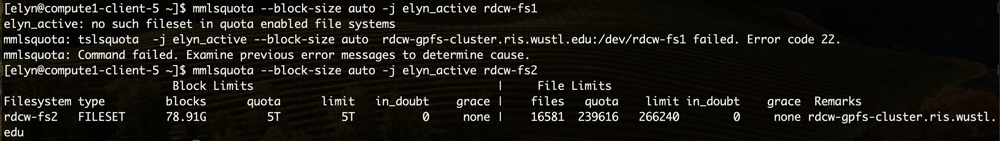 [elyn@compute1-client-5 ~]$ mmlsquota --block-size auto -j elyn_active rdcw-fs1
elyn_active: no such fileset in quota enabled file systems
mmlsquota: tslsquota  -j elyn_active --block-size auto  rdcw-gpfs-cluster.ris.wustl.edu:/dev/rdcw-fs1 failed. Error code 22.
mmlsquota: Command failed. Examine previous error messages to determine cause.
[elyn@compute1-client-5 ~]$ mmlsquota --block-size auto -j elyn_active rdcw-fs2
                         Block Limits                                    |     File Limits
Filesystem type         blocks      quota      limit   in_doubt    grace |    files   quota    limit in_doubt    grace  Remarks
rdcw-fs2   FILESET      78.91G         5T         5T          0     none |    16581  239616   266240        0     none rdcw-gpfs-cluster.ris.wustl.
edu